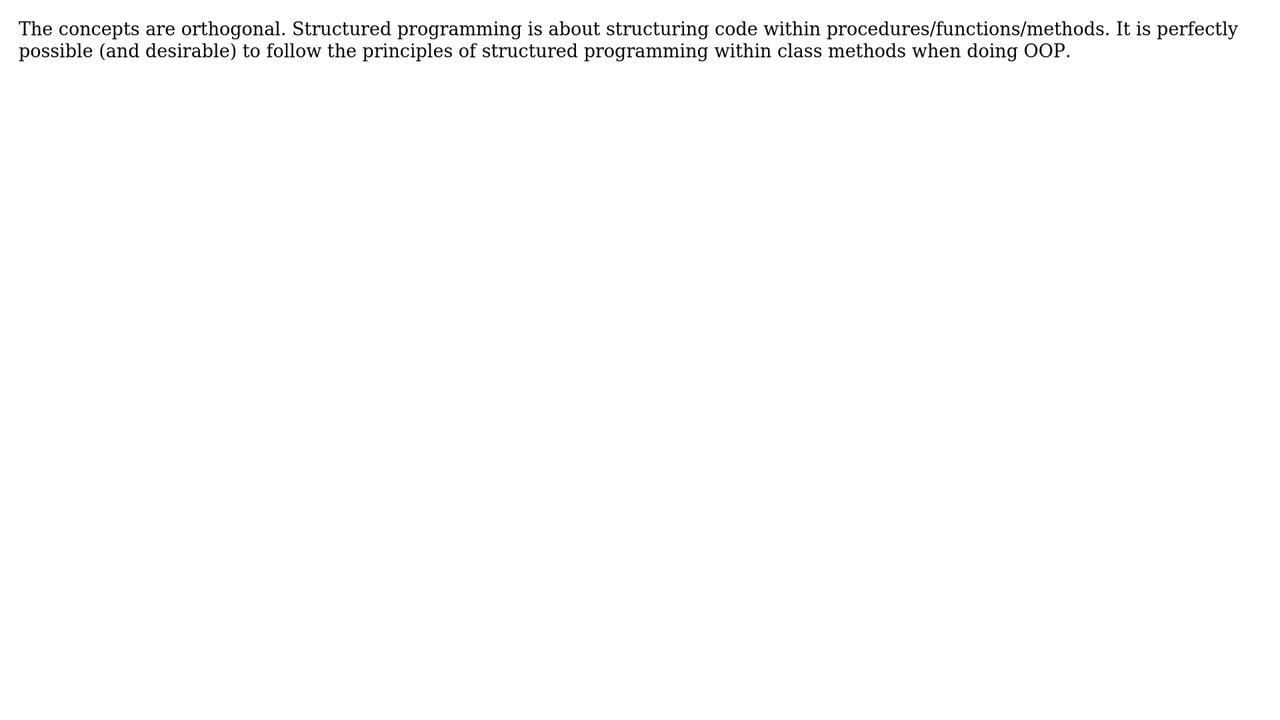 The concepts are orthogonal. Structured programming is about structuring code within procedures/functions/methods. It is perfectly
possible (and desirable) to follow the principles of structured programming within class methods when doing OOP.